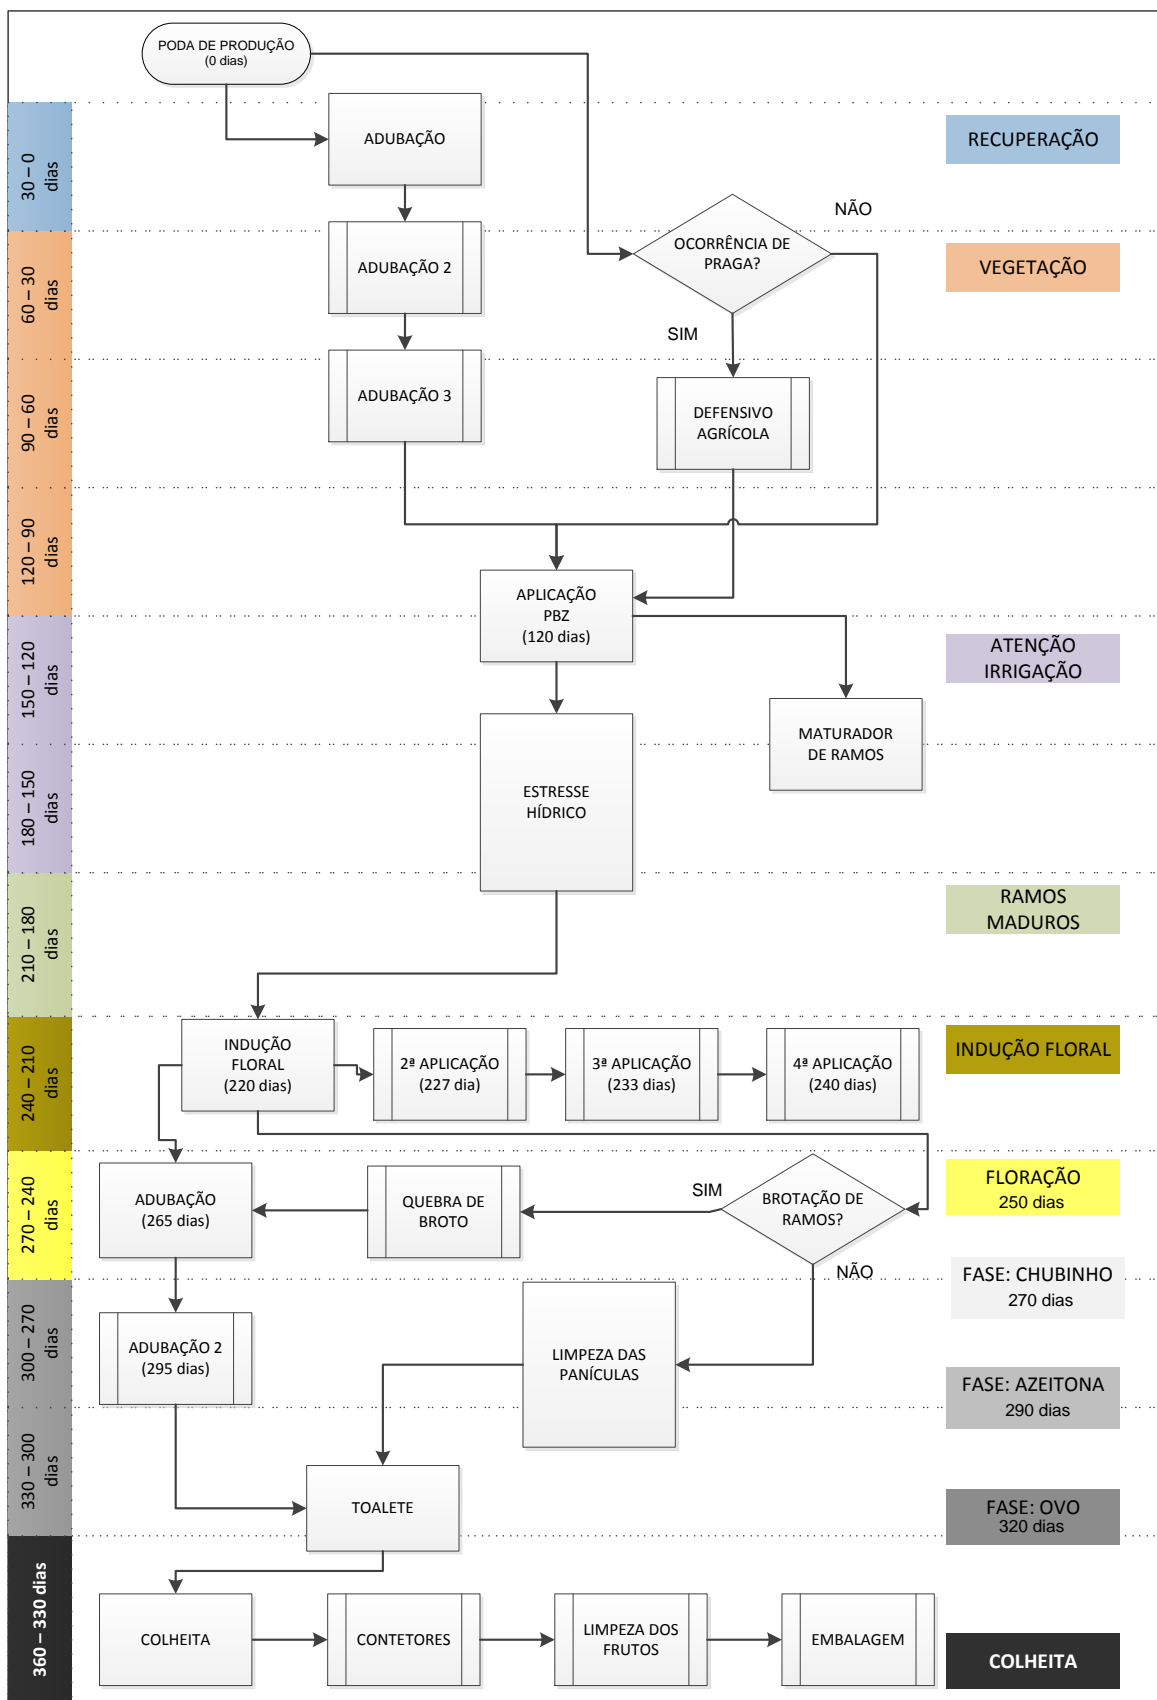 PODA DE PRODUÇÃO
(0 dias)
30 – 0
dias
ADUBAÇÃO
RECUPERAÇÃO
NÃO
60 – 30
dias
ADUBAÇÃO 2
OCORRÊNCIA DE
PRAGA?
VEGETAÇÃO
SIM
90 – 60
dias
ADUBAÇÃO 3
DEFENSIVO
AGRÍCOLA
120 – 90
dias
APLICAÇÃO
PBZ
(120 dias)
150 – 120
dias
ATENÇÃO
IRRIGAÇÃO
MATURADOR
DE RAMOS
180 – 150
dias
ESTRESSE
HÍDRICO
210 – 180
dias
RAMOS
MADUROS
240 – 210
dias
INDUÇÃO
FLORAL
(220 dias)
2ª APLICAÇÃO
(227 dia)
3ª APLICAÇÃO
(233 dias)
4ª APLICAÇÃO
(240 dias)
INDUÇÃO FLORAL
270 – 240
dias
ADUBAÇÃO
(265 dias)
QUEBRA DE
BROTO
SIM
BROTAÇÃO DE
RAMOS?
FLORAÇÃO
250 dias
NÃO
FASE: CHUBINHO
270 dias
300 – 270
dias
ADUBAÇÃO 2
(295 dias)
LIMPEZA DAS
PANÍCULAS
FASE: AZEITONA
290 dias
330 – 300
dias
TOALETE
FASE: OVO
320 dias
360 – 330 dias
COLHEITA
CONTETORES
LIMPEZA DOS
FRUTOS
EMBALAGEM
COLHEITA